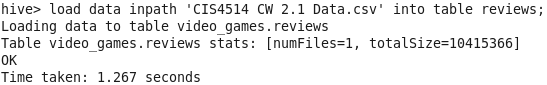 hive> load data inpath 'CIS4514 CW 2.1 Data.csv' into table reviews;
Loading data to table video_games.reviews
Table video_games.reviews stats: [numFiles=1, totalSize=10415366]
OK
Time taken: 1.267 seconds